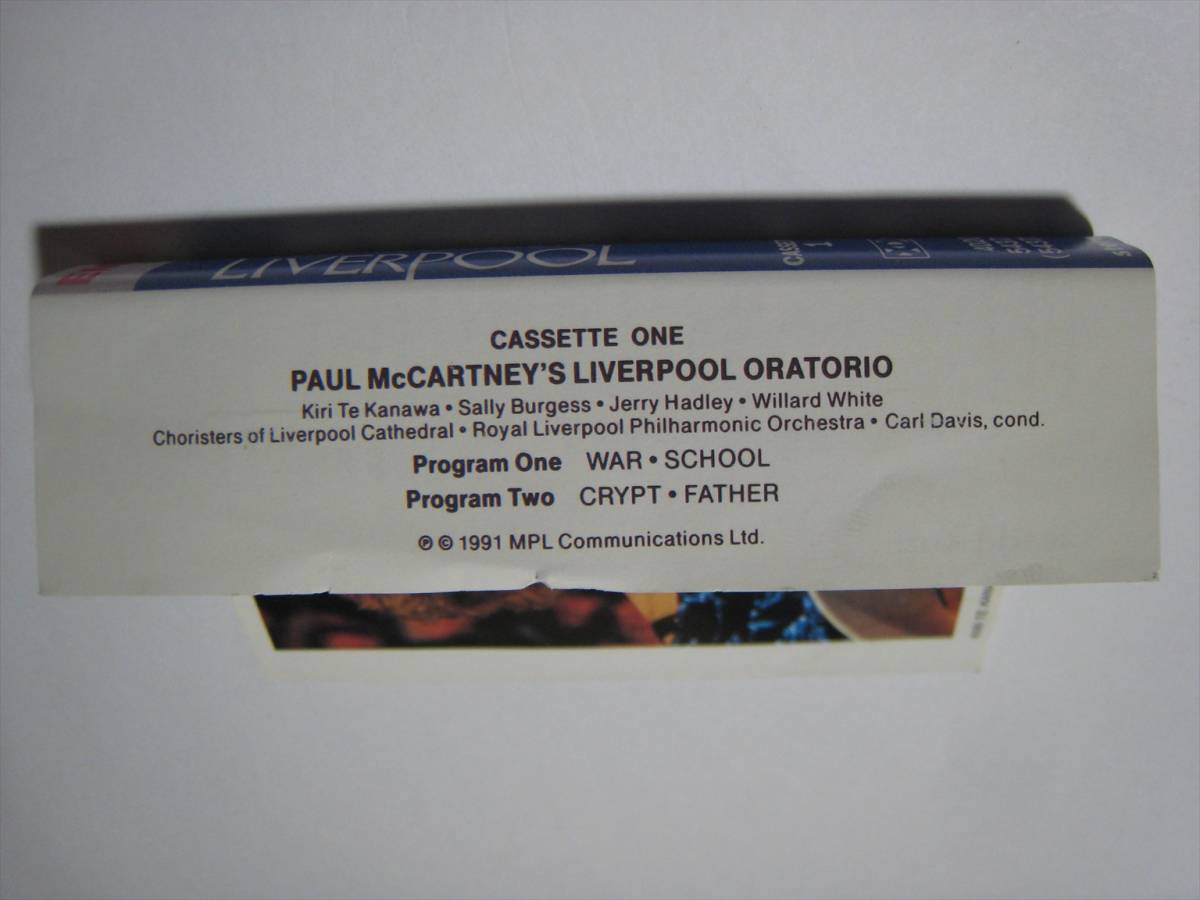 LIVERPOOL
1
CASSETTE ONE
PAUL McCARTNEY'S LIVERPOOL ORATORIO
Kiri Te Kanawa • Sally Burgess • Jerry Hadley • Willard White
Choristers of Liverpool Cathedral • Royal Liverpool Philharmonic Orchestra • Carl Davis, cond.
Program One WAR • SCHOOL
Program Two CRYPT • FATHER
℗ © 1991 MPL Communications Ltd.